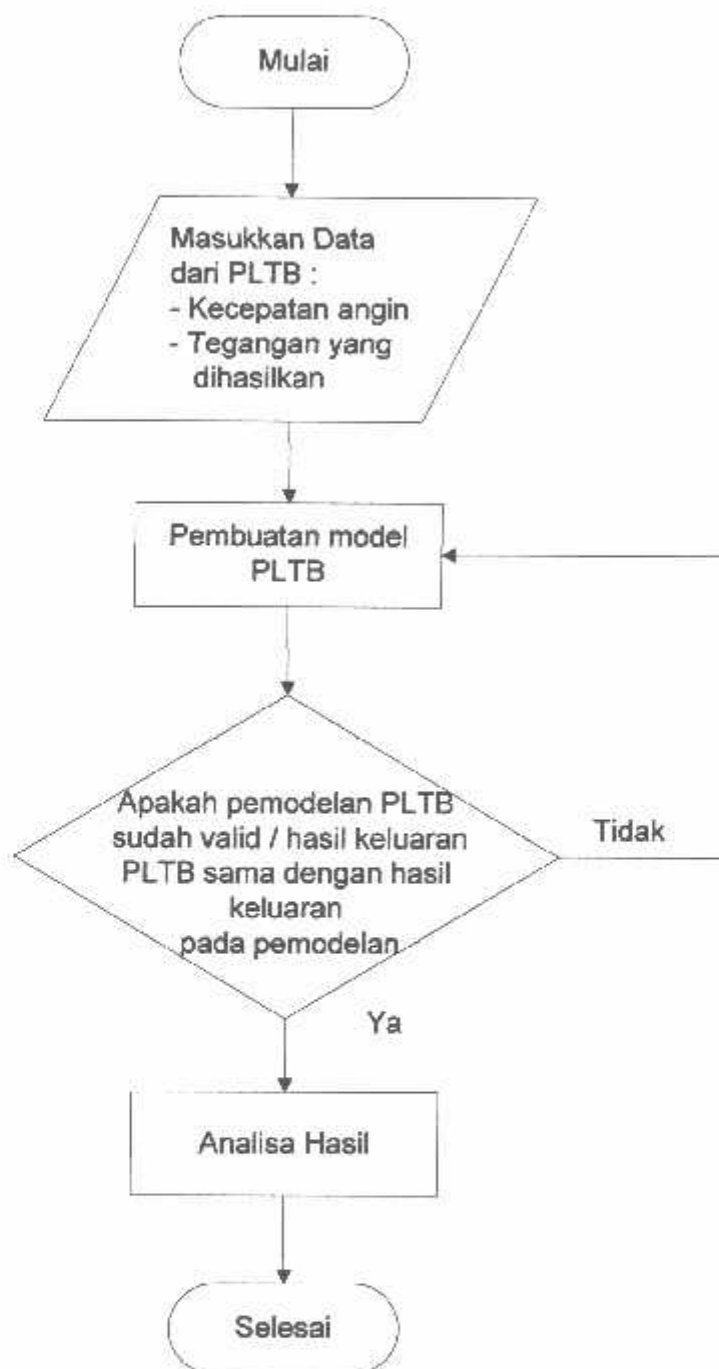 Mulai
Masukkan Data
dari PLTB :
- Kecepatan angin
- Tegangan yang
dihasilkan
Pembuatan model
PLTB
Apakah pemodelan PLTB
sudah valid / hasil keluaran
PLTB sama dengan hasil
keluaran
pada pemodelan
Tidak
Ya
Analisa Hasil
Selesai